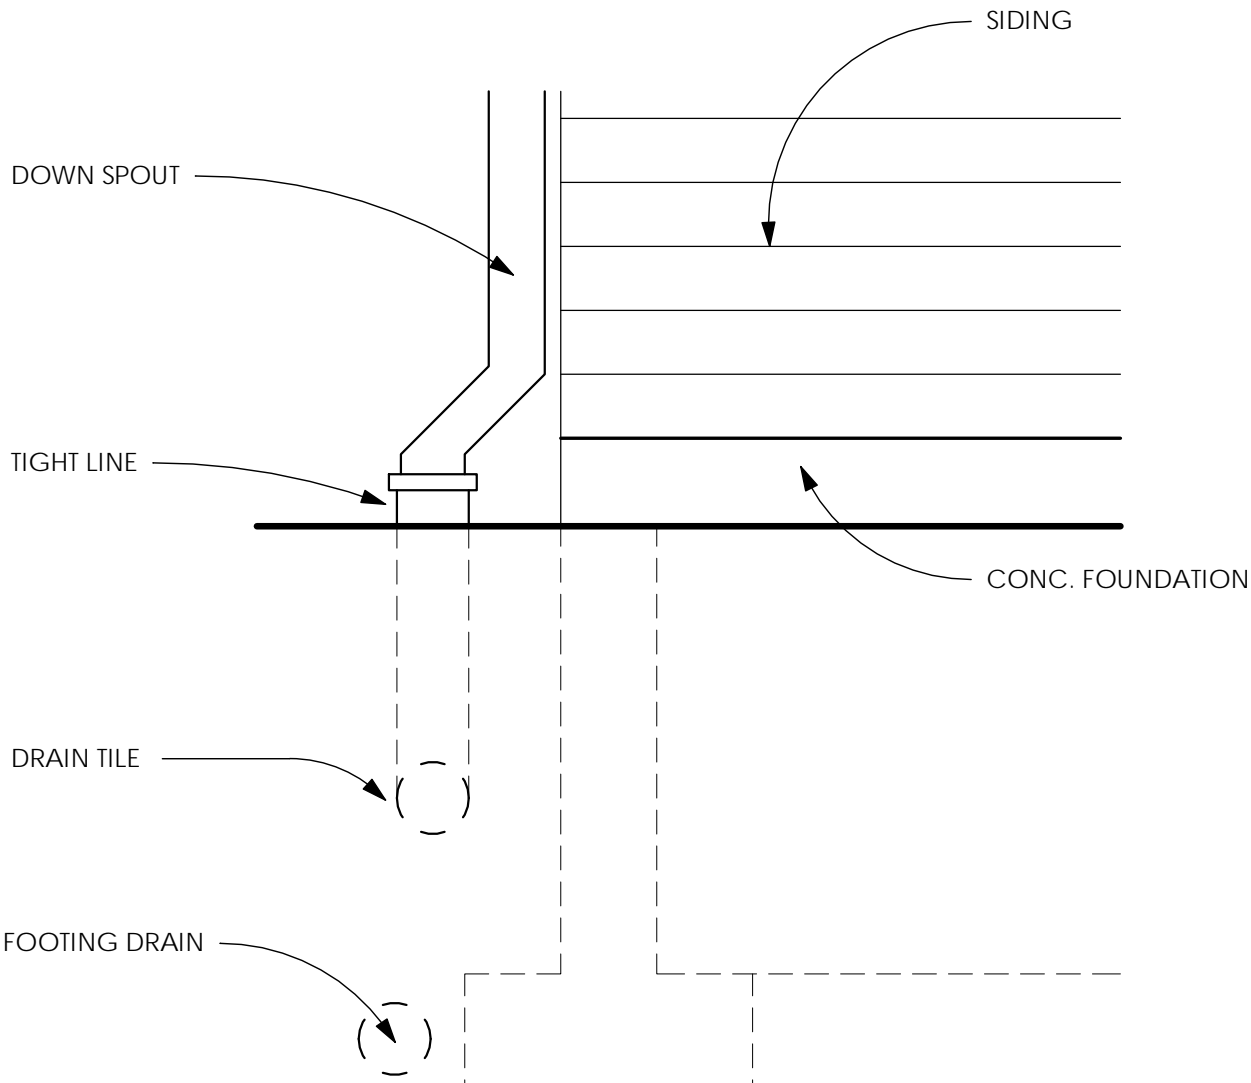 SIDING
DOWN SPOUT
TIGHT LINE
CONC. FOUNDATION
DRAIN TILE
FOOTING DRAIN